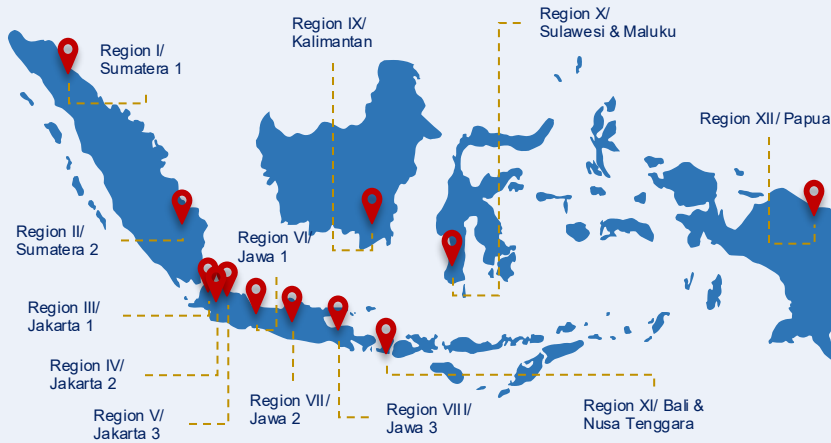 Region I/
Sumatera 1
Region IX/
Kalimantan
Region X/
Sulawesi & Maluku
Region XII/ Papua
Region II/
Sumatera 2
Region VI/
Jawa 1
Region III/
Jakarta 1
Region IV/
Jakarta 2
Region V/
Jakarta 3
Region VII/
Jawa 2
Region VIII/
Jawa 3
Region XI/ Bali &
Nusa Tenggara